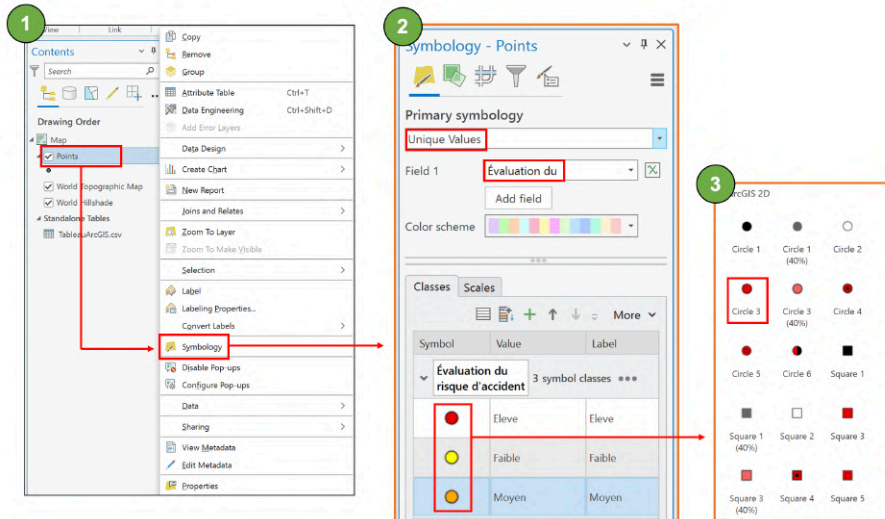 1
View
Link
Contents
Search
Drawing Order
Map
Points
World Topographic Map
World Hillshade
Standalone Tables
TableauArcGIS.csv
Copy
Remove
Group
Attribute Table Ctrl+T
Data Engineering Ctrl+Shift+D
Add Error Layers
Data Design >
Create Chart >
New Report
Joins and Relates >
Zoom To Layer
Zoom To Make Visible
Selection >
Label
Labeling Properties...
Convert Labels >
Symbology
Disable Pop-ups
Configure Pop-ups
Data >
Sharing >
View Metadata
Edit Metadata
Properties
2
Symbology - Points
Primary symbology
Unique Values
Field 1 Évaluation du
Add field
Color scheme
Classes Scales
More
Symbol Value Label
Évaluation du
risque d'accident 3 symbol classes
Eleve Eleve
Faible Faible
Moyen Moyen
3
ArcGIS 2D
Circle 1 Circle 1 Circle 2
(40%)
Circle 3 Circle 3 Circle 4
(40%)
Circle 5 Circle 6 Square 1
Square 1 Square 2 Square 3
(40%)
Square 3 Square 4 Square 5
(40%)